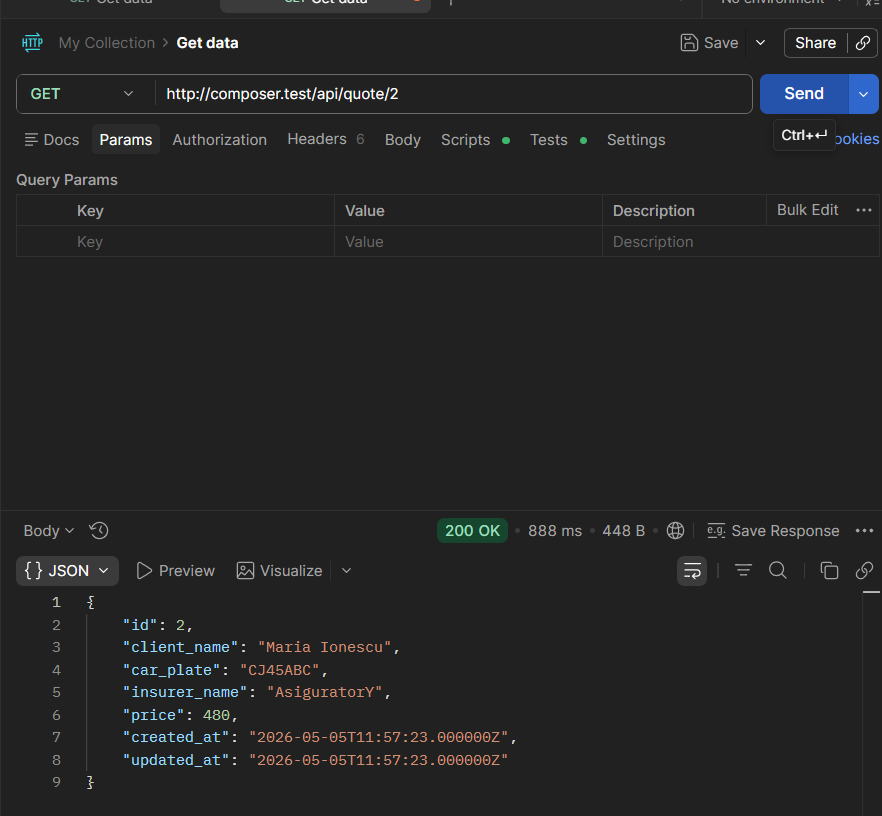 GET Get data GET Get data + No environment
HTTP My Collection > Get data Save Share
GET http://composer.test/api/quote/2 Send
Docs Params Authorization Headers 6 Body Scripts Tests Settings ookies
Ctrl+↵
Query Params
Key Value Description Bulk Edit ···
Key Value Description
Body 200 OK • 888 ms • 448 B • e.g. Save Response ···
{ } JSON Preview Visualize
1 {
2 "id": 2,
3 "client_name": "Maria Ionescu",
4 "car_plate": "CJ45ABC",
5 "insurer_name": "AsiguratorY",
6 "price": 480,
7 "created_at": "2026-05-05T11:57:23.000000Z",
8 "updated_at": "2026-05-05T11:57:23.000000Z"
9 }